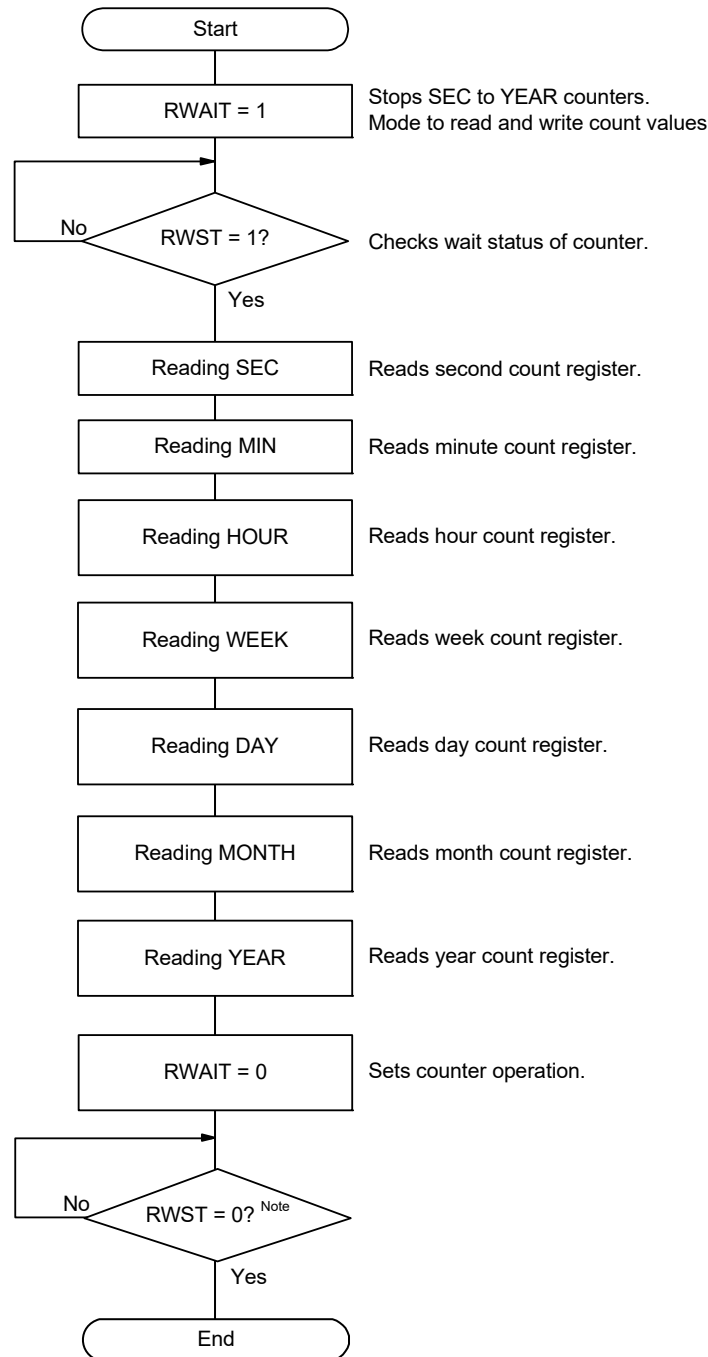 Start
RWAIT = 1
Stops SEC to YEAR counters.
Mode to read and write count values
No
RWST = 1?
Checks wait status of counter.
Yes
Reading SEC
Reads second count register.
Reading MIN
Reads minute count register.
Reading HOUR
Reads hour count register.
Reading WEEK
Reads week count register.
Reading DAY
Reads day count register.
Reading MONTH
Reads month count register.
Reading YEAR
Reads year count register.
RWAIT = 0
Sets counter operation.
No
RWST = 0? Note
Yes
End